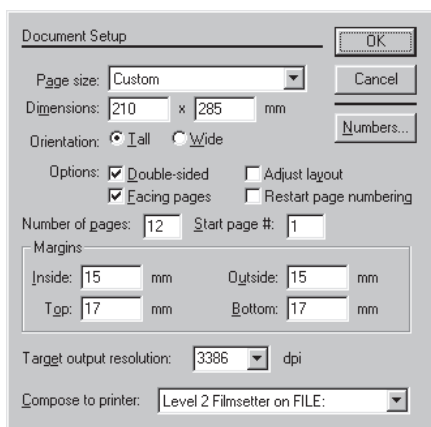 Document Setup
OK
Page size: Custom
Cancel
Dimensions: 210 x 285 mm
Numbers...
Orientation: Tall Wide
Options: Double-sided Adjust layout
Facing pages Restart page numbering
Number of pages: 12 Start page #: 1
Margins
Inside: 15 mm Outside: 15 mm
Top: 17 mm Bottom: 17 mm
Target output resolution: 3386 dpi
Compose to printer: Level 2 Filmsetter on FILE: